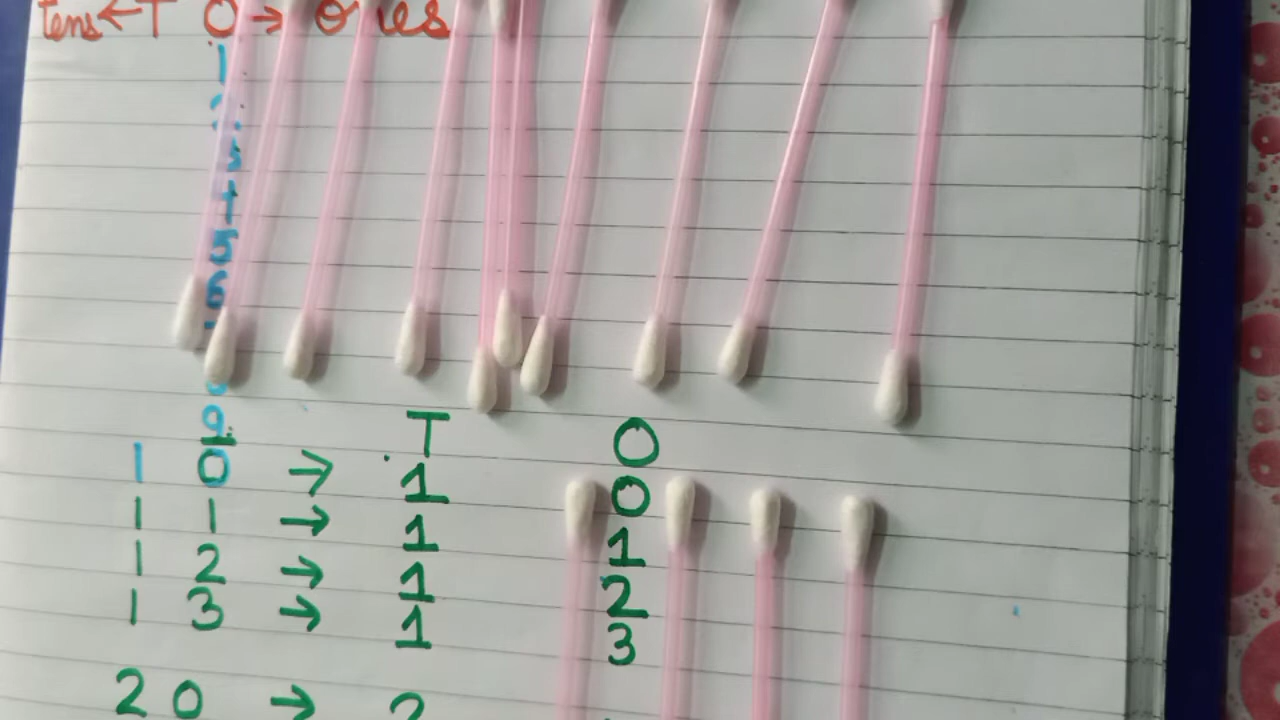 Tens ← T O → Ones
1
5
6
9
T O
1 0 → 1 0
1 1 → 1 1
1 2 → 1 2
1 3 → 1 3
2 0 → 2